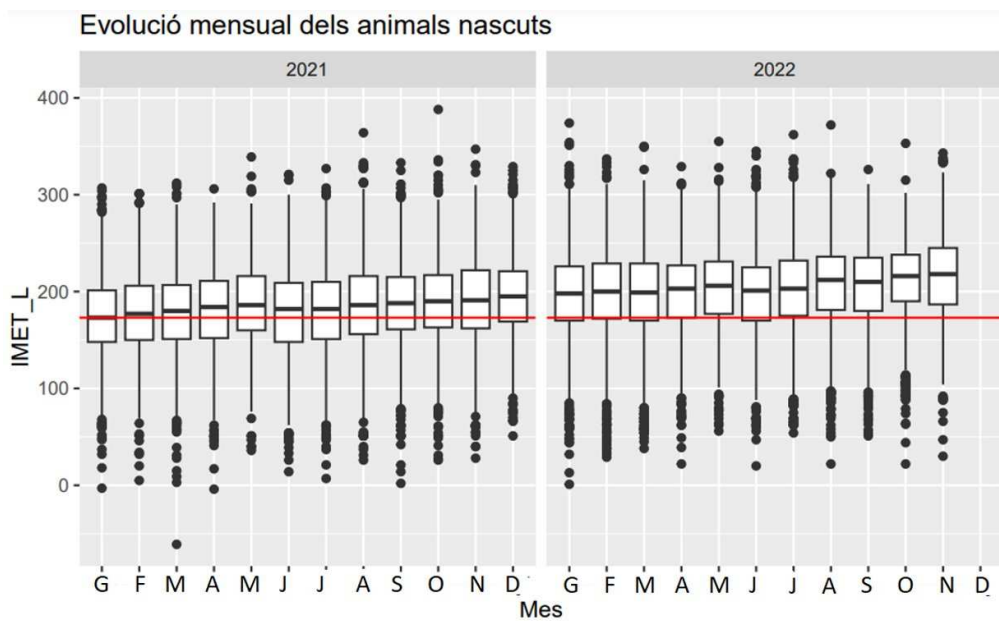 Evolució mensual dels animals nascuts
2021
2022
400
300
200
100
0
IMET_L
G F M A M J J A S O N D
G F M A M J J A S O N D
Mes